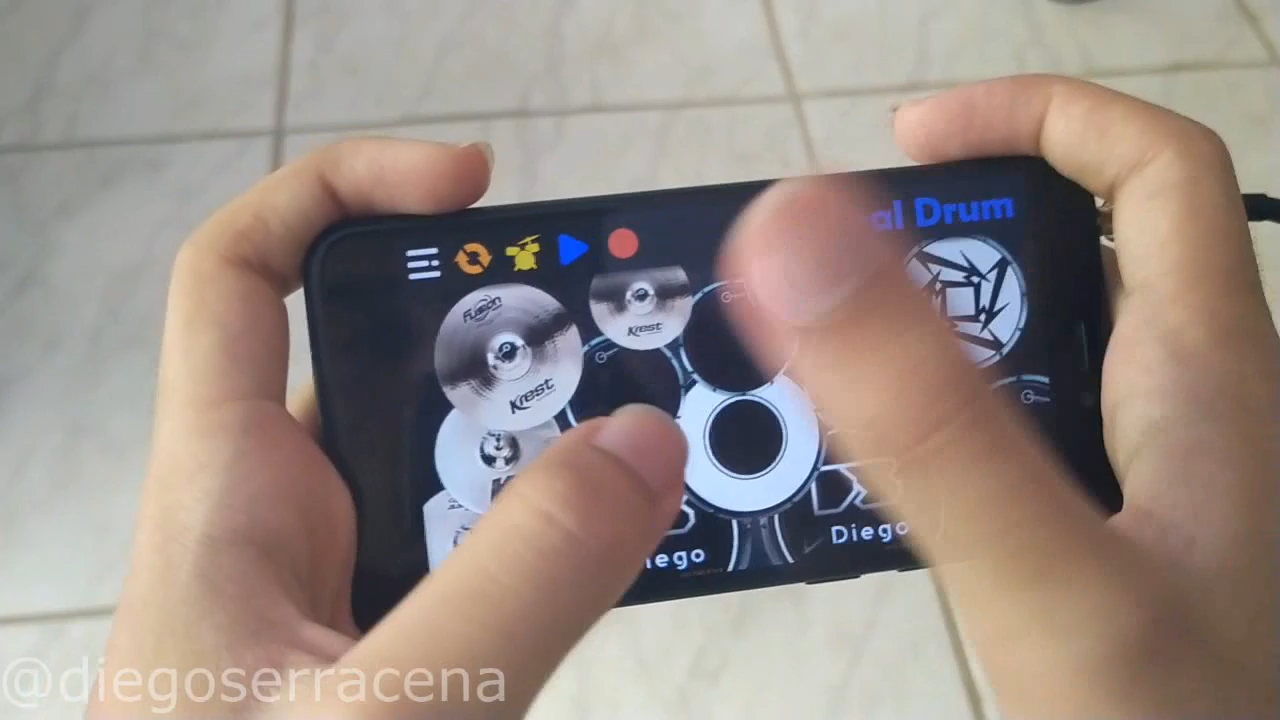 al Drum
Fusion
Krest
Krest
Diego
iego
@diegoserracena